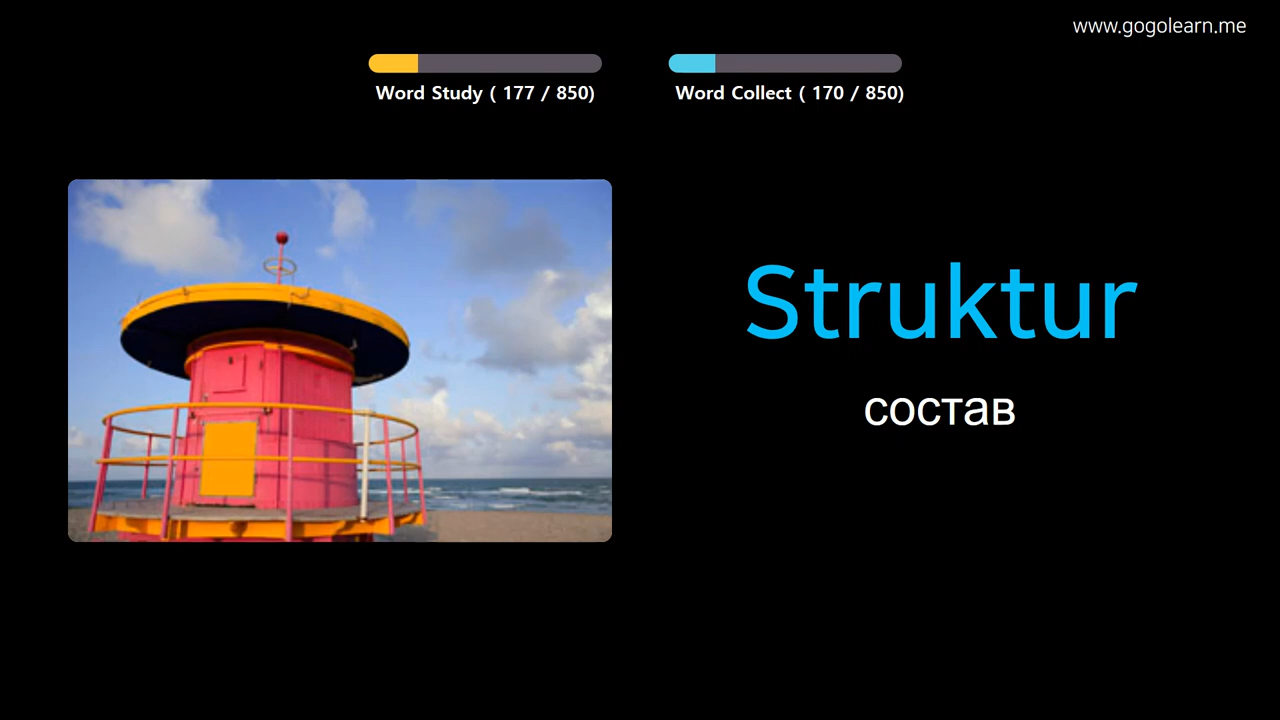 www.gogolearn.me
Word Study ( 177 / 850)
Word Collect ( 170 / 850)
Struktur
состав